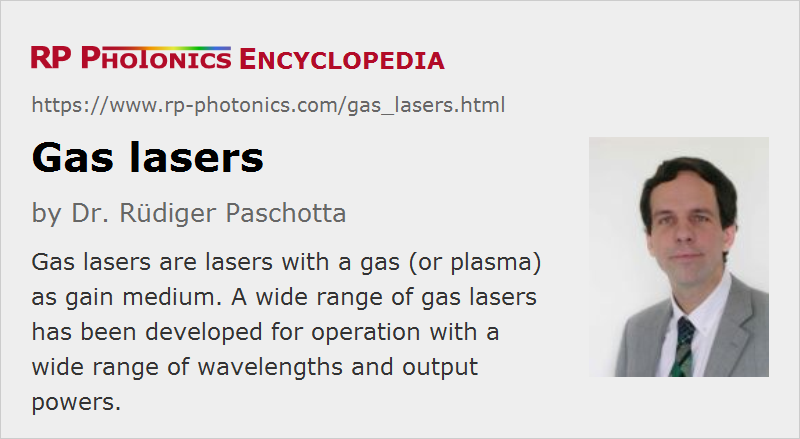 RP PHOTONICS ENCYCLOPEDIA
https://www.rp-photonics.com/gas_lasers.html
Gas lasers
by Dr. Rüdiger Paschotta
Gas lasers are lasers with a gas (or plasma)
as gain medium. A wide range of gas lasers
has been developed for operation with a
wide range of wavelengths and output
powers.